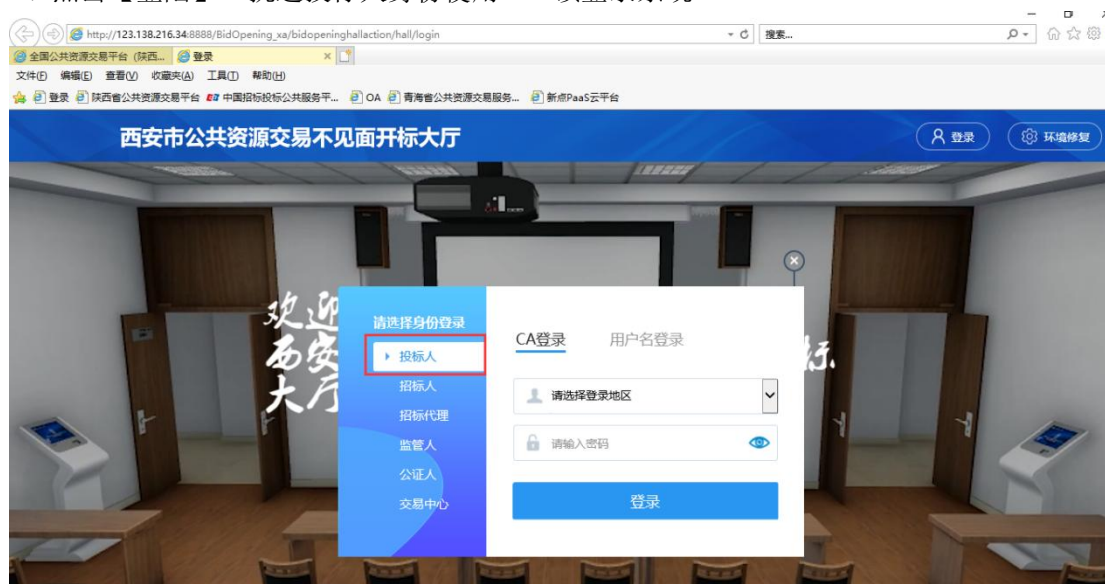 http://123.138.216.34:8888/BidOpening_xa/bidopeninghallaction/hall/login
搜索...
全国公共资源交易平台 (陕西...
登录
文件(F) 编辑(E) 查看(V) 收藏夹(A) 工具(T) 帮助(H)
登录 陕西省公共资源交易平台 中国招标投标公共服务平... OA 青海省公共资源交易服务... 新点PaaS云平台
西安市公共资源交易不见面开标大厅
登录
环境修复
欢迎
西安
标
大厅
请选择身份登录
投标人
招标人
招标代理
监管人
公证人
交易中心
CA登录
用户名登录
请选择登录地区
请输入密码
登录